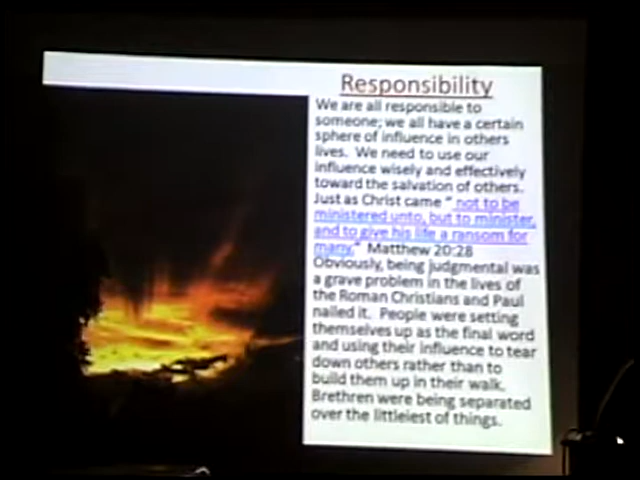 Responsibility
We are all responsible to
someone; we all have a certain
sphere of influence in others
lives. We need to use our
influence wisely and effectively
toward the salvation of others.
Just as Christ came " not to be
ministered unto, but to minister,
and to give his life a ransom for
many." Matthew 20:28
Obviously, being judgmental was
a grave problem in the lives of
the Roman Christians and Paul
nailed it. People were setting
themselves up as the final word
and using their influence to tear
down others rather than to
build them up in their walk.
Brethren were being separated
over the littleiest of things.